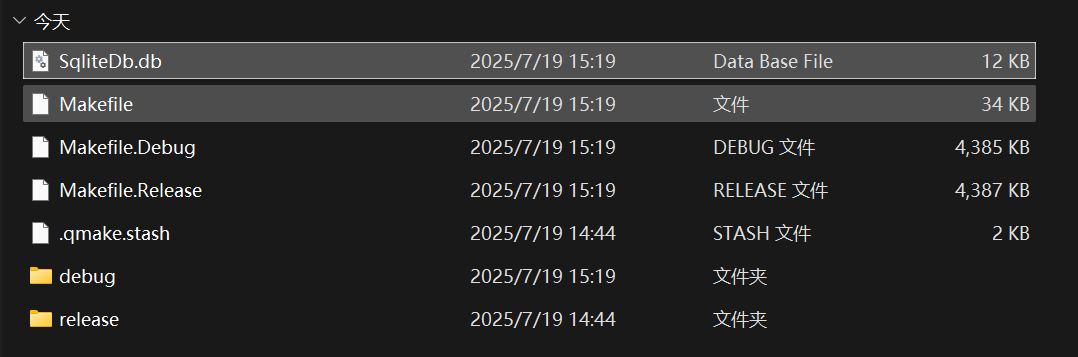 今天
SqliteDb.db 2025/7/19 15:19 Data Base File 12 KB
Makefile 2025/7/19 15:19 文件 34 KB
Makefile.Debug 2025/7/19 15:19 DEBUG 文件 4,385 KB
Makefile.Release 2025/7/19 15:19 RELEASE 文件 4,387 KB
.qmake.stash 2025/7/19 14:44 STASH 文件 2 KB
debug 2025/7/19 15:19 文件夹
release 2025/7/19 14:44 文件夹